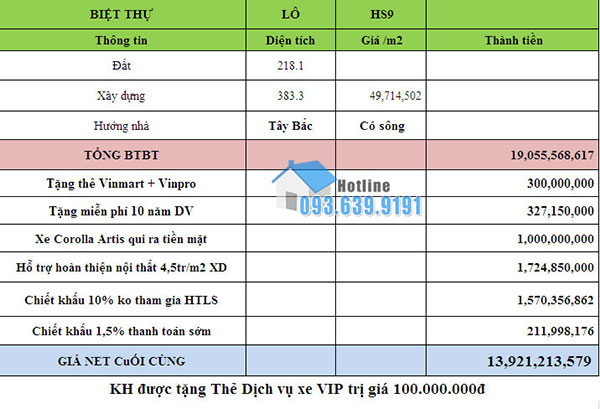 BIỆT THỰ LÔ HS9
Thông tin Diện tích Giá /m2 Thành tiền
Đất 218.1
Xây dựng 383.3 49,714,502
Hướng nhà Tây Bắc Có sông
TỔNG BTBT 19,055,568,617
Tặng thẻ Vinmart + Vinpro 300,000,000
Hotline
093.639.9191
Tặng miễn phí 10 năm DV 327,150,000
Xe Corolla Artis qui ra tiền mặt 1,000,000,000
Hổ trợ hoàn thiện nội thất 4,5tr/m2 XD 1,724,850,000
Chiết khấu 10% ko tham gia HTLS 1,570,356,862
Chiết khấu 1,5% thanh toán sớm 211,998,176
GIÁ NET CuỐI CÙNG 13,921,213,579
KH được tặng Thẻ Dịch vụ xe VIP trị giá 100.000.000đ